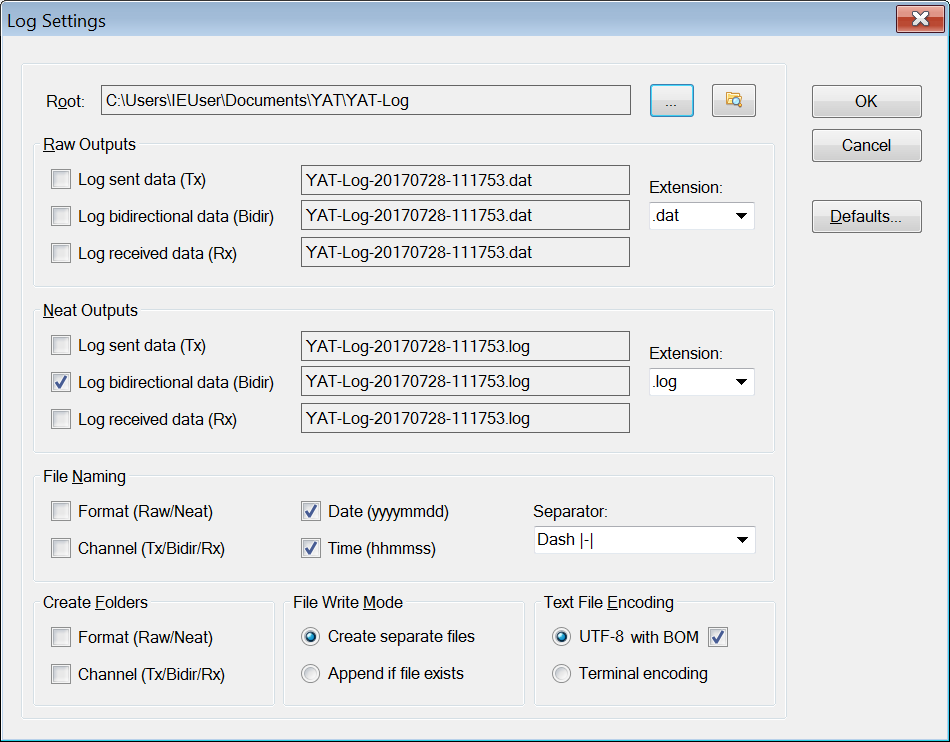 Log Settings
Root: C:\Users\IEUser\Documents\YAT\YAT-Log ...
OK
Cancel
Defaults...
Raw Outputs
Log sent data (Tx) YAT-Log-20170728-111753.dat
Log bidirectional data (Bidir) YAT-Log-20170728-111753.dat
Log received data (Rx) YAT-Log-20170728-111753.dat
Extension:
.dat
Neat Outputs
Log sent data (Tx) YAT-Log-20170728-111753.log
Log bidirectional data (Bidir) YAT-Log-20170728-111753.log
Log received data (Rx) YAT-Log-20170728-111753.log
Extension:
.log
File Naming
Format (Raw/Neat) Date (yyyymmdd)
Channel (Tx/Bidir/Rx) Time (hhmmss)
Separator:
Dash |-|
Create Folders
Format (Raw/Neat)
Channel (Tx/Bidir/Rx)
File Write Mode
Create separate files
Append if file exists
Text File Encoding
UTF-8 with BOM
Terminal encoding